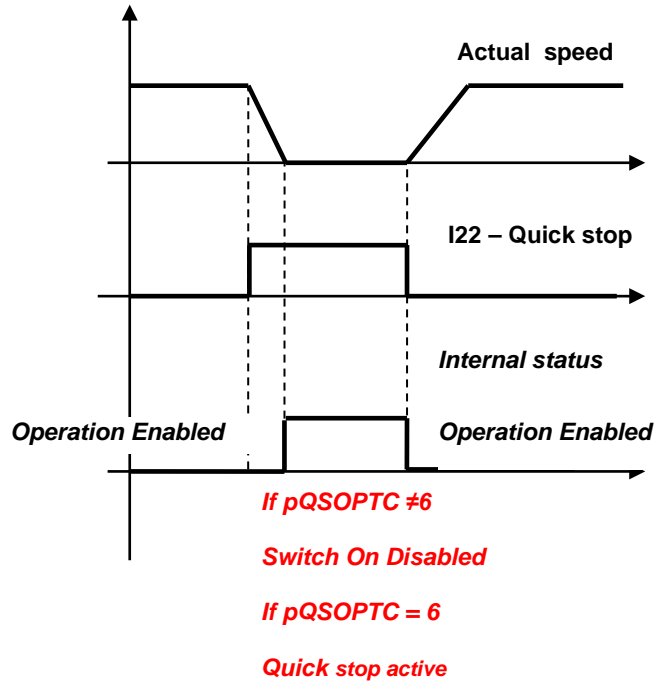 Actual speed
I22 – Quick stop
Internal status
Operation Enabled
Operation Enabled
If pQSOPTC ≠6
Switch On Disabled
If pQSOPTC = 6
Quick stop active